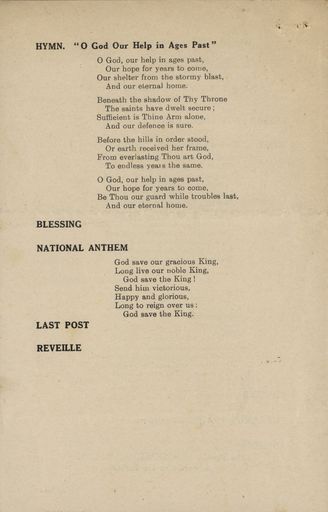 HYMN. "O God Our Help in Ages Past"
O God, our help in ages past,
Our hope for years to come,
Our shelter from the stormy blast,
And our eternal home.
Beneath the shadow of Thy Throne
The saints have dwelt secure;
Sufficient is Thine Arm alone,
And our defence is sure.
Before the hills in order stood,
Or earth received her frame,
From everlasting Thou art God,
To endless years the same.
O God, our help in ages past,
Our hope for years to come,
Be Thou our guard while troubles last,
And our eternal home.
BLESSING
NATIONAL ANTHEM
God save our gracious King,
Long live our noble King,
God save the King!
Send him victorious,
Happy and glorious,
Long to reign over us:
God save the King.
LAST POST
REVEILLE